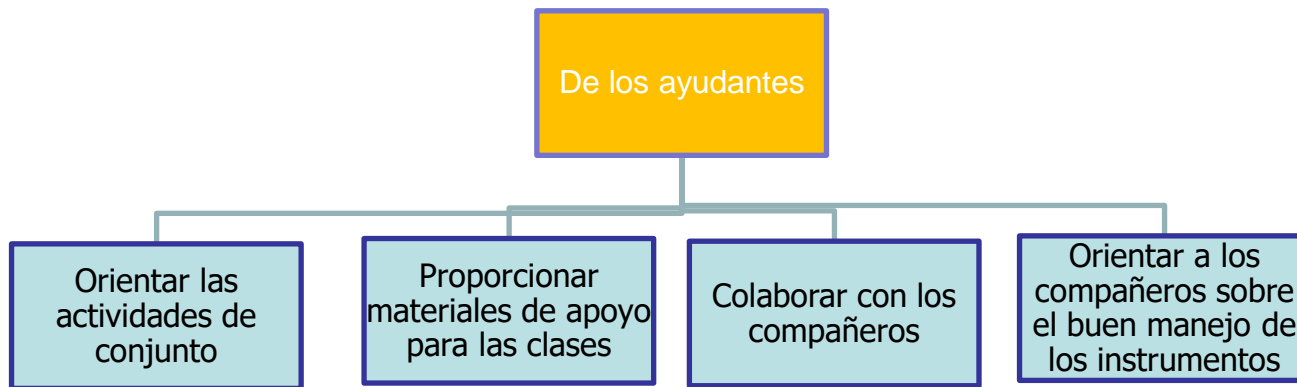 De los ayudantes
Orientar las
actividades de
conjunto
Proporcionar
materiales de apoyo
para las clases
Colaborar con los
compañeros
Orientar a los
compañeros sobre
el buen manejo de
los instrumentos